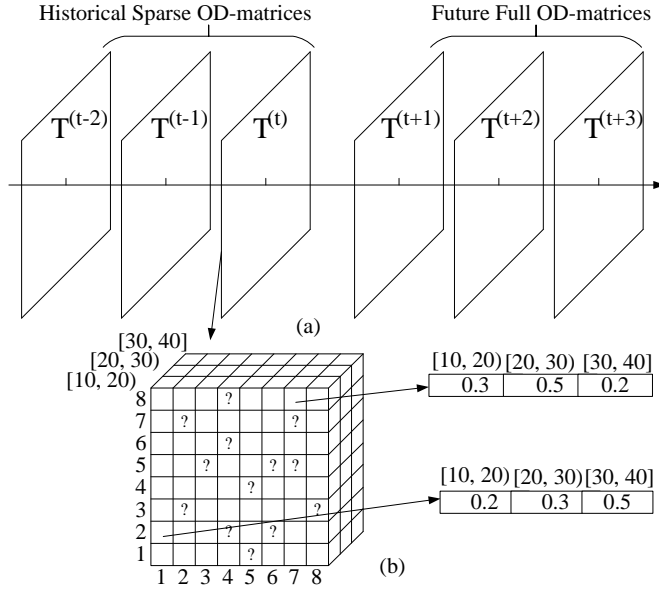 Historical Sparse OD-matrices Future Full OD-matrices
T(t-2) T(t-1) T(t) T(t+1) T(t+2) T(t+3)
(a)
[30, 40]
[20, 30)
[10, 20)
[10, 20) [20, 30) [30, 40]
0.3 0.5 0.2
8 ?
7 ? ?
6 ?
5 ? ? ?
4 ?
3 ? ?
2 ? ?
1 ?
1 2 3 4 5 6 7 8
[10, 20) [20, 30) [30, 40]
0.2 0.3 0.5
(b)